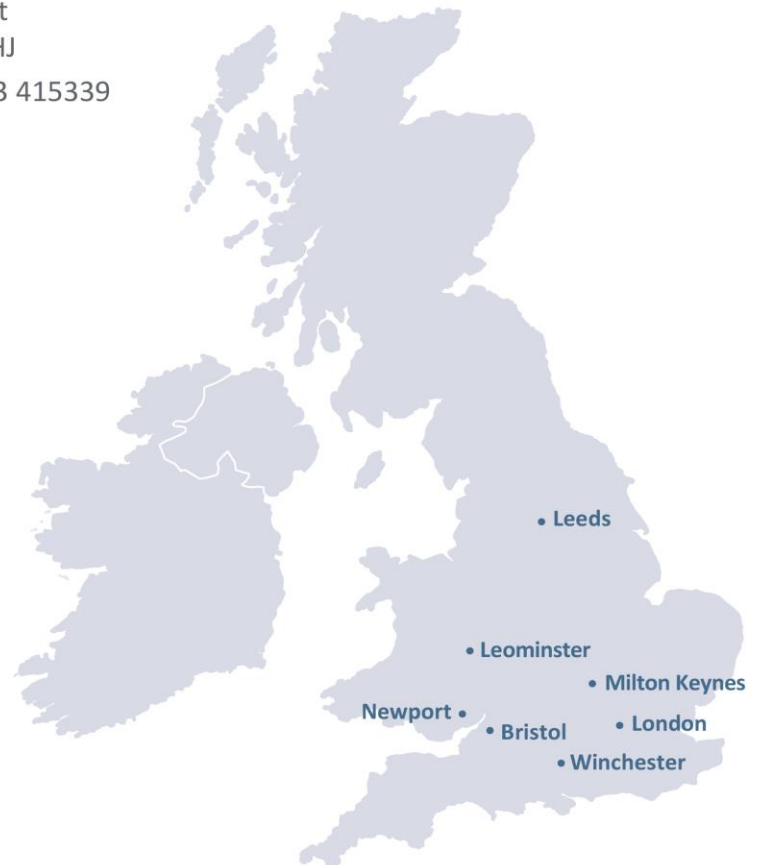 t
HJ
3 415339
Leeds
Leominster
Milton Keynes
Newport
London
Bristol
Winchester